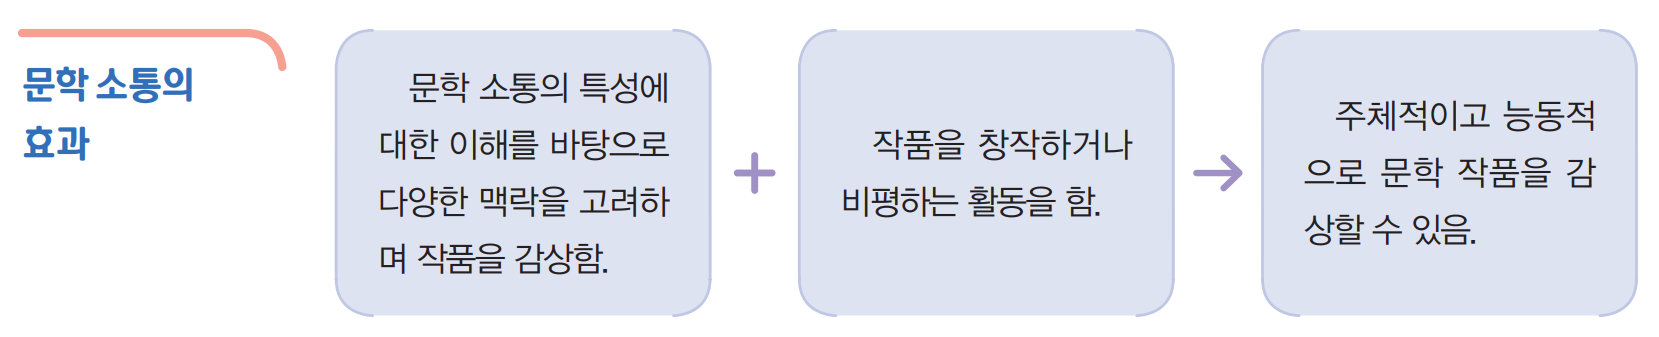 문학 소통의
효과
문학 소통의 특성에
대한 이해를 바탕으로
다양한 맥락을 고려하
며 작품을 감상함.
+
작품을 창작하거나
비평하는 활동을 함.
→
주체적이고 능동적
으로 문학 작품을 감
상할 수 있음.